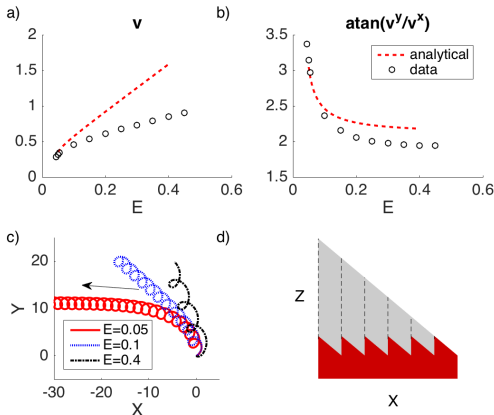 a)
v
2
1.5
1
0.5
0
0
0.2
0.4
0.6
E
b)
atan(v^y/v^x)
3.5
3
2.5
2
1.5
0
0.2
0.4
0.6
E
analytical
data
c)
20
10
0
Y
-30
-20
-10
0
X
E=0.05
E=0.1
E=0.4
d)
Z
X